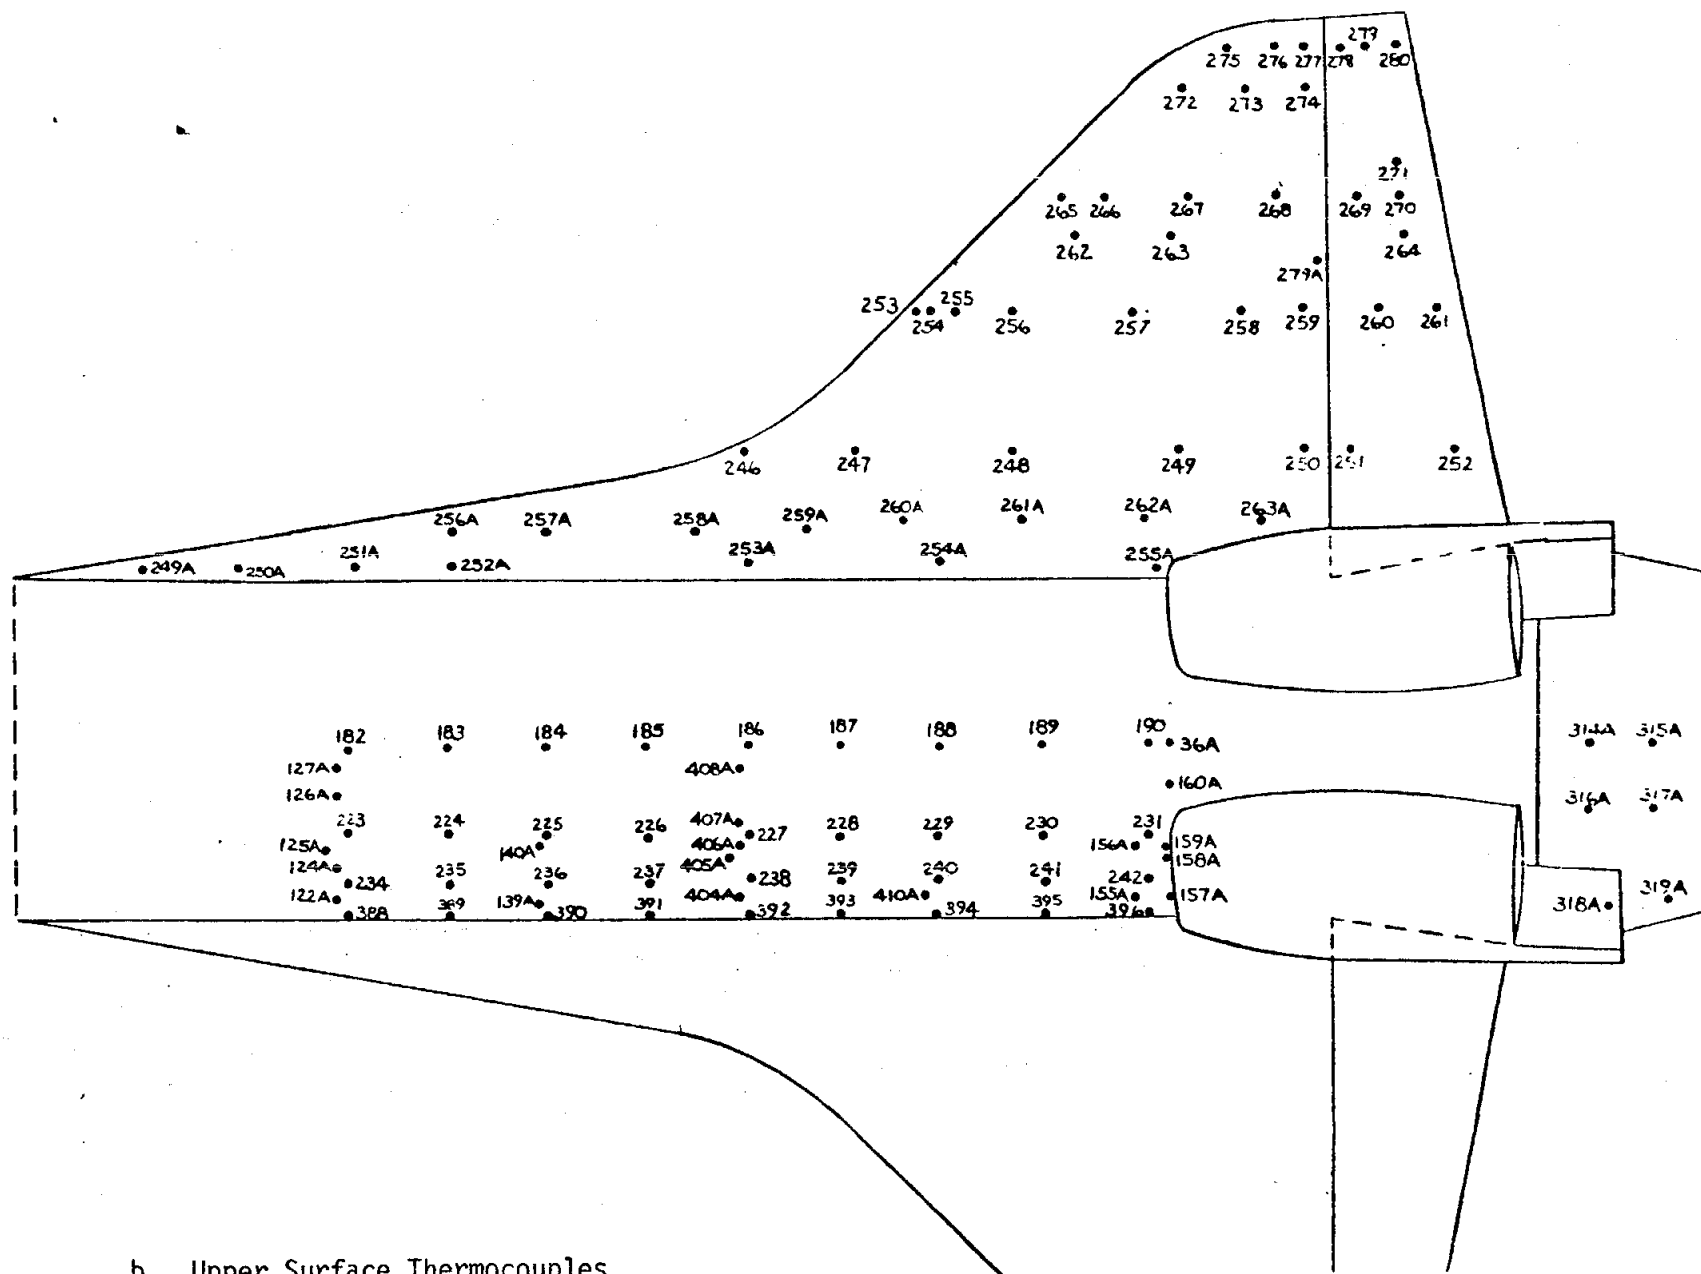 279
275 276 277 278 280
272 273 274
271
265 266 267 268 269 270
262 263 264
279A
253 255
254 256 257 258 259 260 261
246 247 248 249 250 251 252
256A 257A 258A 259A 260A 261A 262A 263A
249A 250A 251A 252A 253A 254A 255A
182 183 184 185 186 187 188 189 190 36A
314A 315A
127A 408A 160A
126A 316A 317A
223 224 225 226 407A 227 228 229 230 231
125A 140A 406A 156A 159A
124A 405A 158A
234 235 236 237 238 239 240 241 242
122A 139A 404A 410A 155A 157A
388 389 390 391 392 393 394 395 396
318A 319A
b. Upper Surface Thermocouples